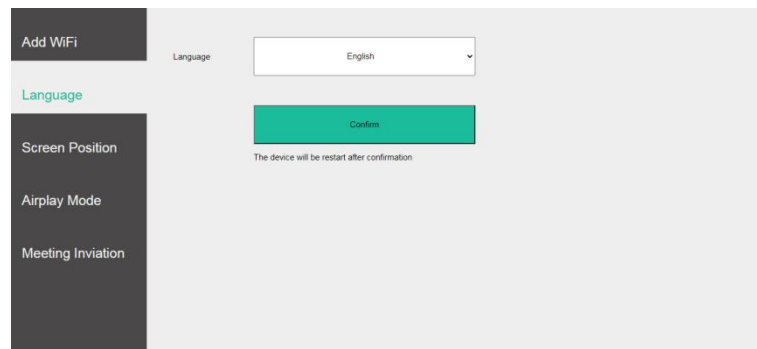 Add WiFi
Language
Screen Position
Airplay Mode
Meeting Inviation
Language
English
Confirm
The device will be restart after confirmation